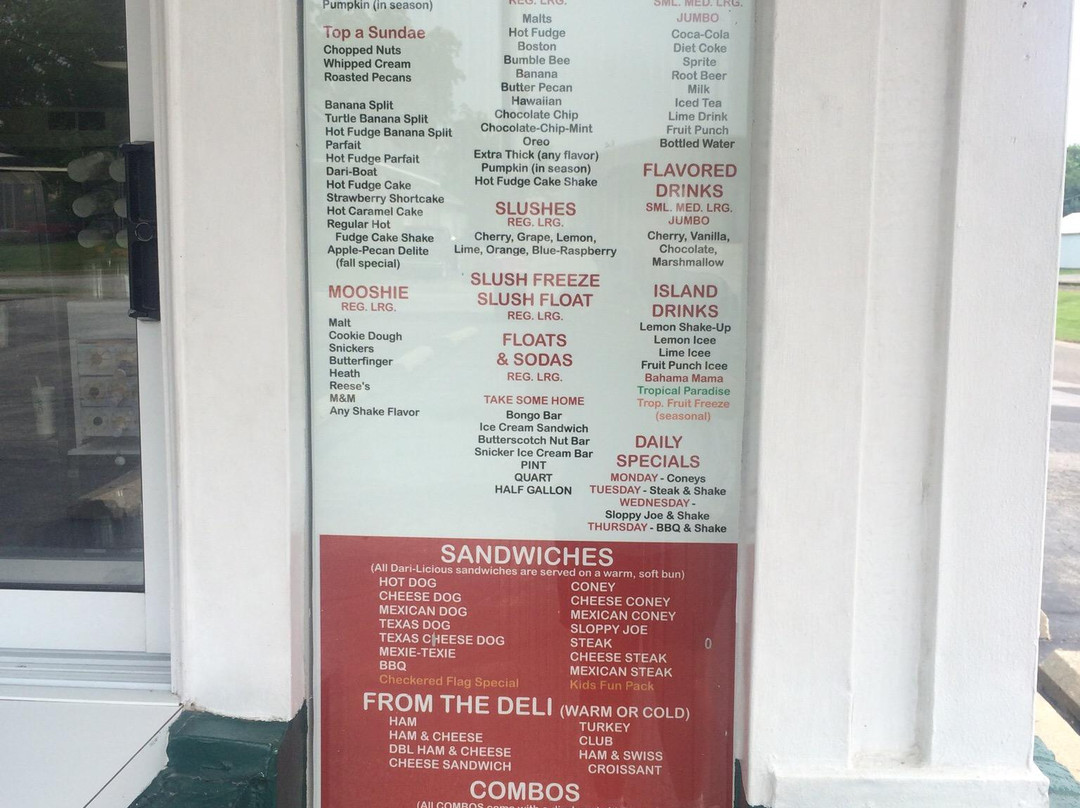 Pumpkin (in season)
Top a Sundae
Chopped Nuts
Whipped Cream
Roasted Pecans
Banana Split
Turtle Banana Split
Hot Fudge Banana Split
Parfait
Hot Fudge Parfait
Dari-Boat
Hot Fudge Cake
Strawberry Shortcake
Hot Caramel Cake
Regular Hot
Fudge Cake Shake
Apple-Pecan Delite
(fall special)
MOOSHIE
REG. LRG.
Malt
Cookie Dough
Snickers
Butterfinger
Heath
Reese's
M&M
Any Shake Flavor
REG. LRG.
Malts
Hot Fudge
Boston
Bumble Bee
Banana
Butter Pecan
Hawaiian
Chocolate Chip
Chocolate-Chip-Mint
Oreo
Extra Thick (any flavor)
Pumpkin (in season)
Hot Fudge Cake Shake
SLUSHES
REG. LRG.
Cherry, Grape, Lemon,
Lime, Orange, Blue-Raspberry
SLUSH FREEZE
SLUSH FLOAT
REG. LRG.
FLOATS
& SODAS
REG. LRG.
TAKE SOME HOME
Bongo Bar
Ice Cream Sandwich
Butterscotch Nut Bar
Snicker Ice Cream Bar
PINT
QUART
HALF GALLON
SML. MED. LRG.
JUMBO
Coca-Cola
Diet Coke
Sprite
Root Beer
Milk
Iced Tea
Lime Drink
Fruit Punch
Bottled Water
FLAVORED
DRINKS
SML. MED. LRG.
JUMBO
Cherry, Vanilla,
Chocolate,
Marshmallow
ISLAND
DRINKS
Lemon Shake-Up
Lemon Icee
Lime Icee
Fruit Punch Icee
Bahama Mama
Tropical Paradise
Trop. Fruit Freeze
(seasonal)
DAILY
SPECIALS
MONDAY - Coneys
TUESDAY - Steak & Shake
WEDNESDAY -
Sloppy Joe & Shake
THURSDAY - BBQ & Shake
SANDWICHES
(All Dari-Licious sandwiches are served on a warm, soft bun)
HOT DOG
CHEESE DOG
MEXICAN DOG
TEXAS DOG
TEXAS CHEESE DOG
MEXIE-TEXIE
BBQ
Checkered Flag Special
CONEY
CHEESE CONEY
MEXICAN CONEY
SLOPPY JOE
STEAK
CHEESE STEAK
MEXICAN STEAK
Kids Fun Pack
FROM THE DELI (WARM OR COLD)
HAM
HAM & CHEESE
DBL HAM & CHEESE
CHEESE SANDWICH
TURKEY
CLUB
HAM & SWISS
CROISSANT
COMBOS
(All COMBOS come with a